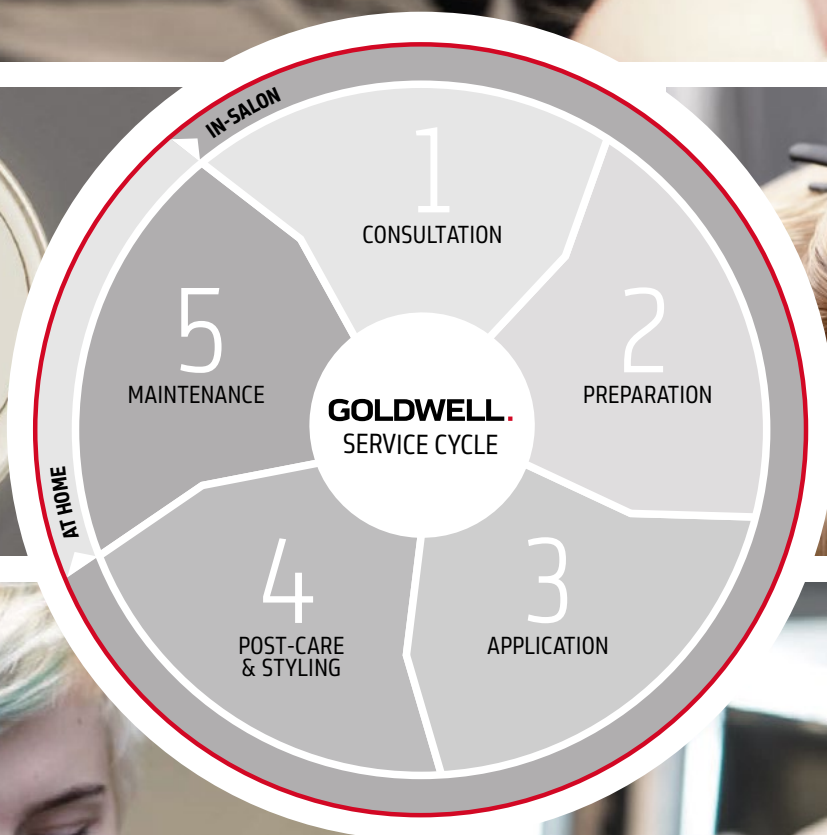 IN-SALON
1
CONSULTATION
2
PREPARATION
3
APPLICATION
4
POST-CARE
& STYLING
5
MAINTENANCE
AT HOME
GOLDWELL.
SERVICE CYCLE